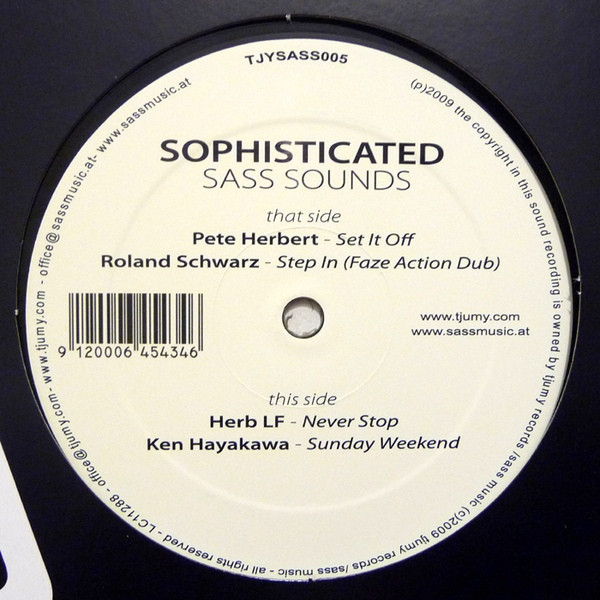 TJYSASS005
SOPHISTICATED
SASS SOUNDS
that side
Pete Herbert - Set It Off
Roland Schwarz - Step In (Faze Action Dub)
9 120006 454346
www.tjumy.com
www.sassmusic.at
this side
Herb LF - Never Stop
Ken Hayakawa - Sunday Weekend
(p)2009 the copyright in this sound recording is owned by tjumy records /sass music (c)2009 tjumy records/ sass music - all rights reserved - LC11288 - office@tjumy.com - www.tjumy.com - office@sassmusic.at- www.sassmusic.at